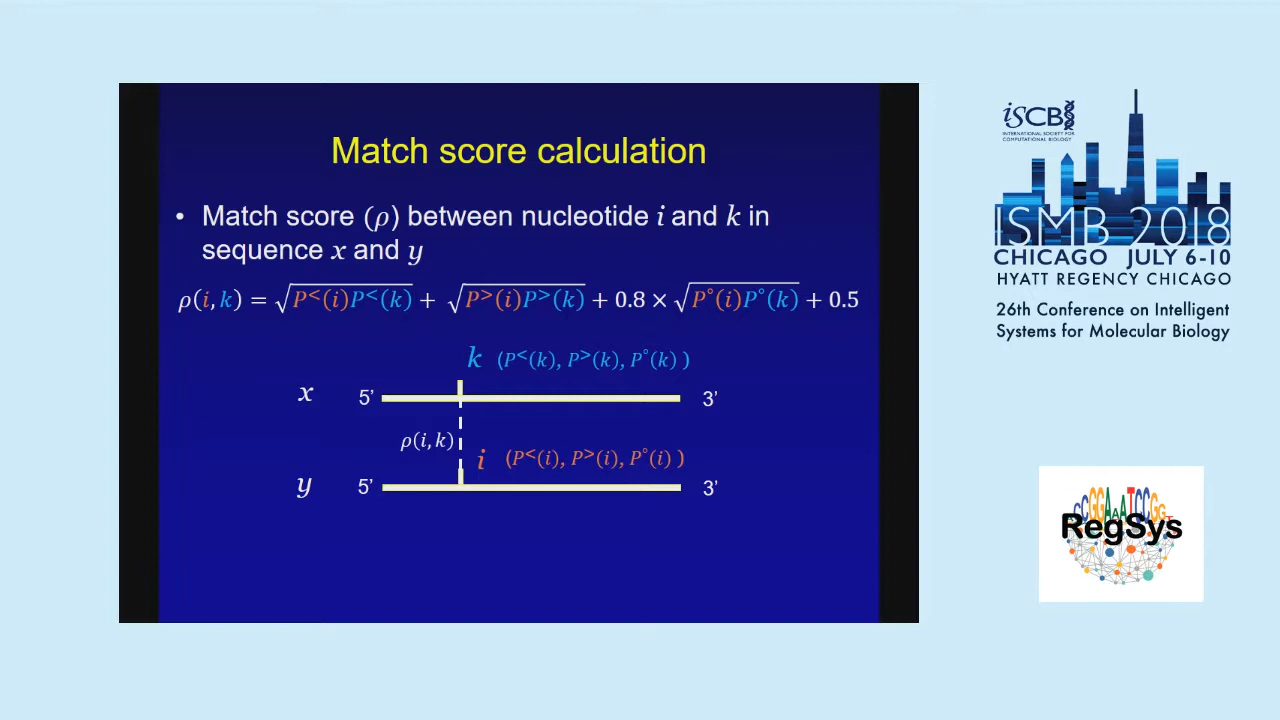 Match score calculation
• Match score (ρ) between nucleotide i and k in
sequence x and y
ρ(i, k) = √P^<(i)P^<(k) + √P^>(i)P^>(k) + 0.8 × √P^∘(i)P^∘(k) + 0.5
k (P^<(k), P^>(k), P^∘(k) )
x 5’ 3’
ρ(i, k)
i (P^<(i), P^>(i), P^∘(i) )
y 5’ 3’
iSCB
INTERNATIONAL SOCIETY FOR
COMPUTATIONAL BIOLOGY
ISMB 2018
CHICAGO JULY 6-10
HYATT REGENCY CHICAGO
26th Conference on Intelligent
Systems for Molecular Biology
RegSys